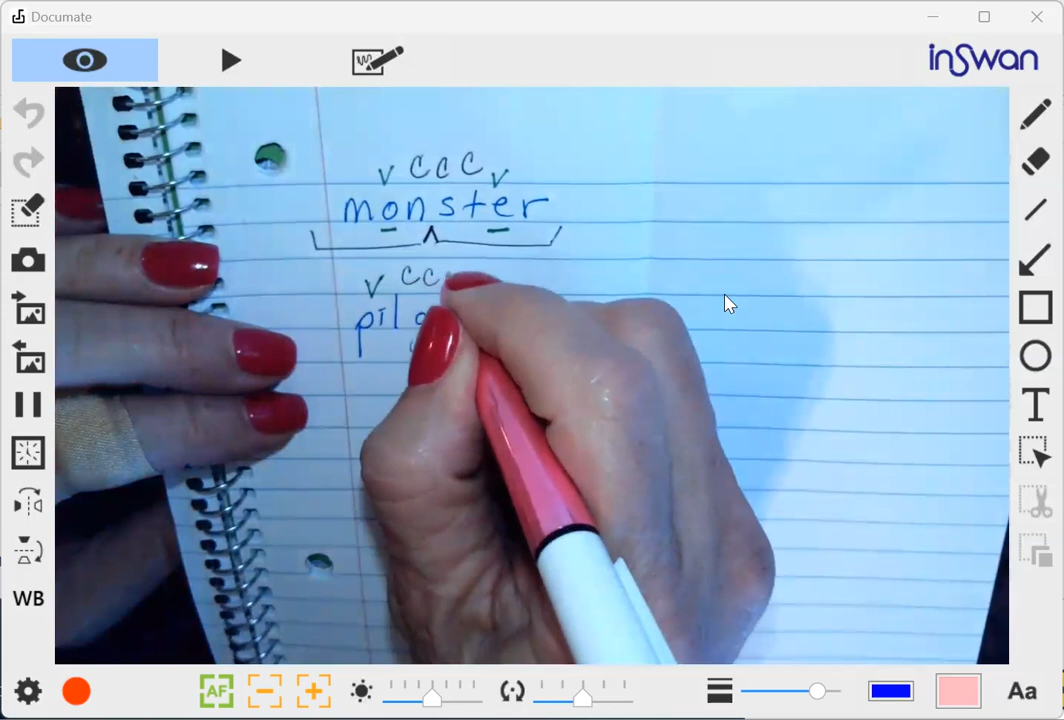 Documate
inswan
v c c c v
monster
v c c
pil
WB
AF
T
Aa